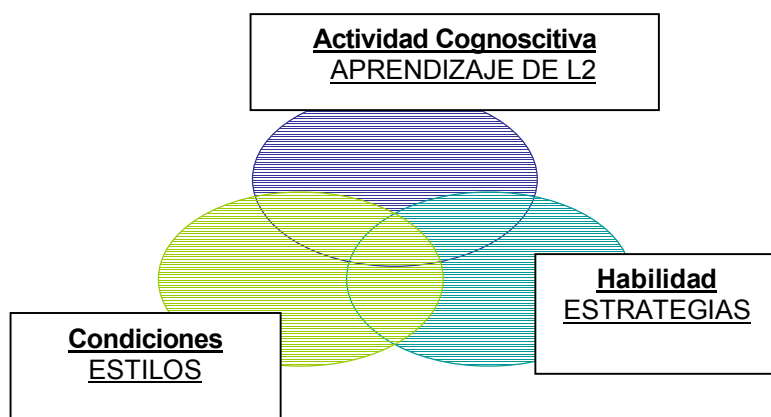 Actividad Cognoscitiva
APRENDIZAJE DE L2
Habilidad
ESTRATEGIAS
Condiciones
ESTILOS